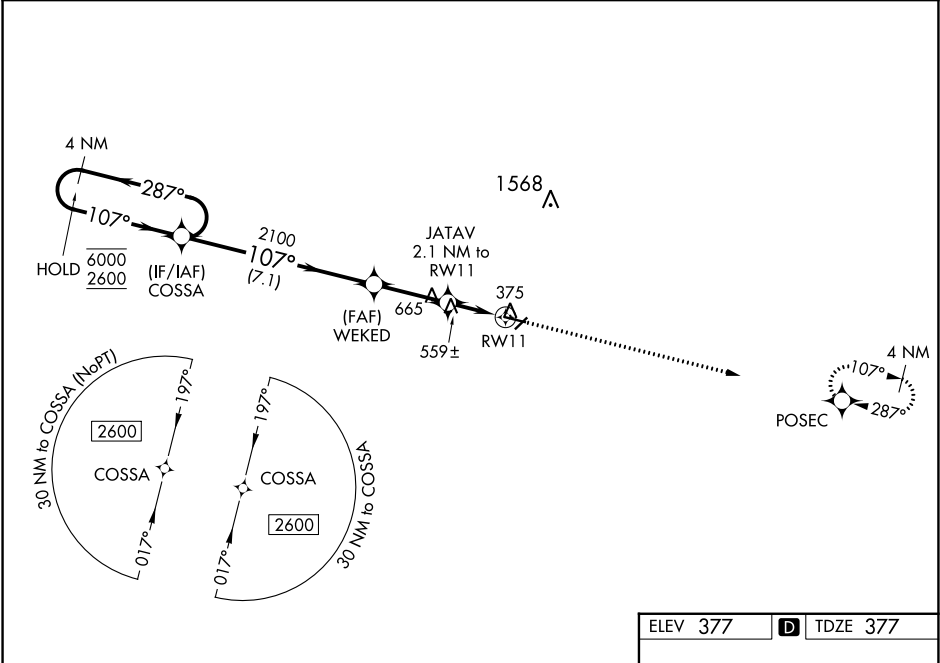 4 NM
287°
107°
HOLD
6000
2600
(IF/IAF)
COSSA
2100
107°
(7.1)
(FAF)
WEKED
1568
JATAV
2.1 NM to
RW11
665
559±
375
RW11
4 NM
107°
287°
POSEC
30 NM to COSSA (NoPT)
197°
2600
COSSA
017°
197°
COSSA
2600
017°
30 NM to COSSA
ELEV 377 D TDZE 377